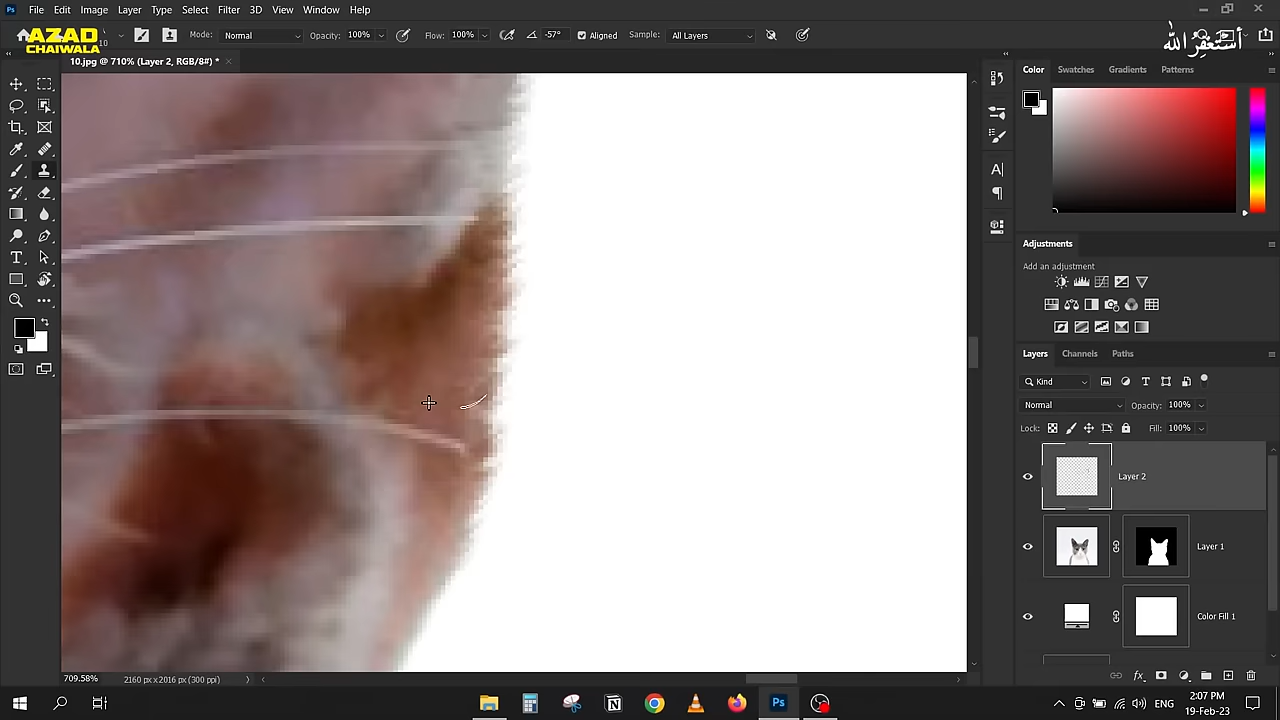 File Edit Image Layer Type Select Filter 3D View Window Help
AZAD
CHAIWALA
10
Mode: Normal Opacity: 100% Flow: 100% -57° Aligned Sample: All Layers
أستغفر الله
10.jpg @ 710% (Layer 2, RGB/8#) *
Color Swatches Gradients Patterns
Adjustments
Add an adjustment
Layers Channels Paths
Kind
Normal Opacity: 100%
Lock: Fill: 100%
Layer 2
Layer 1
Color Fill 1
709.58% 2160 px x 2016 px (300 ppi)
ENG
2:07 PM
19-Feb-23